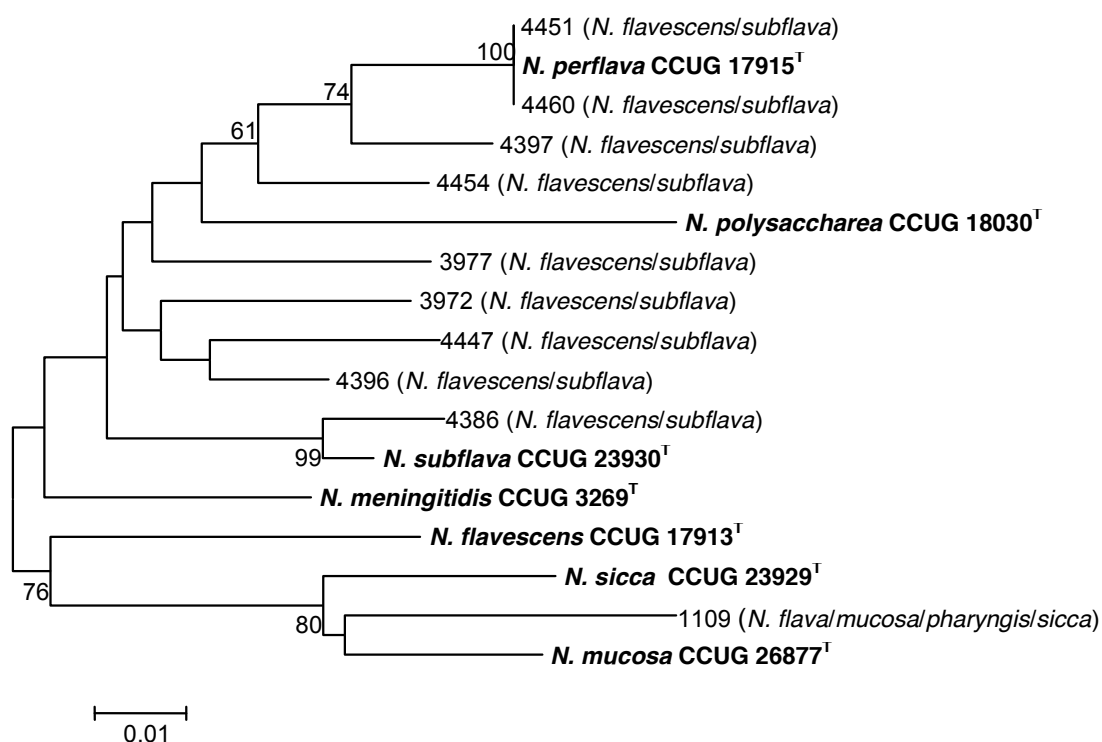 4451 (N. flavescens/subflava)
100
N. perflava CCUG 17915T
74
4460 (N. flavescens/subflava)
61
4397 (N. flavescens/subflava)
4454 (N. flavescens/subflava)
N. polysaccharea CCUG 18030T
3977 (N. flavescens/subflava)
3972 (N. flavescens/subflava)
4447 (N. flavescens/subflava)
4396 (N. flavescens/subflava)
4386 (N. flavescens/subflava)
99
N. subflava CCUG 23930T
N. meningitidis CCUG 3269T
N. flavescens CCUG 17913T
76
N. sicca CCUG 23929T
80
1109 (N. flava/mucosa/pharyngis/sicca)
N. mucosa CCUG 26877T
0.01